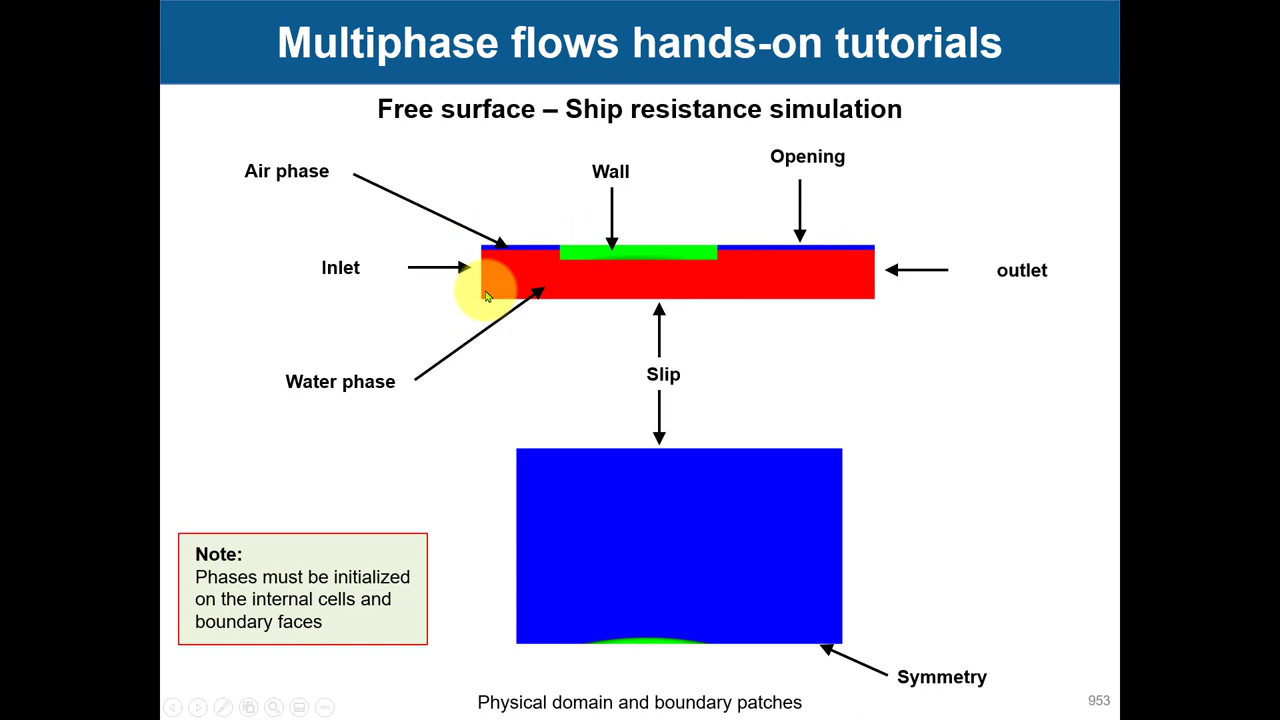 Multiphase flows hands-on tutorials
Free surface – Ship resistance simulation
Opening
Air phase
Wall
Inlet
outlet
Water phase
Slip
Note:
Phases must be initialized
on the internal cells and
boundary faces
Symmetry
Physical domain and boundary patches
953